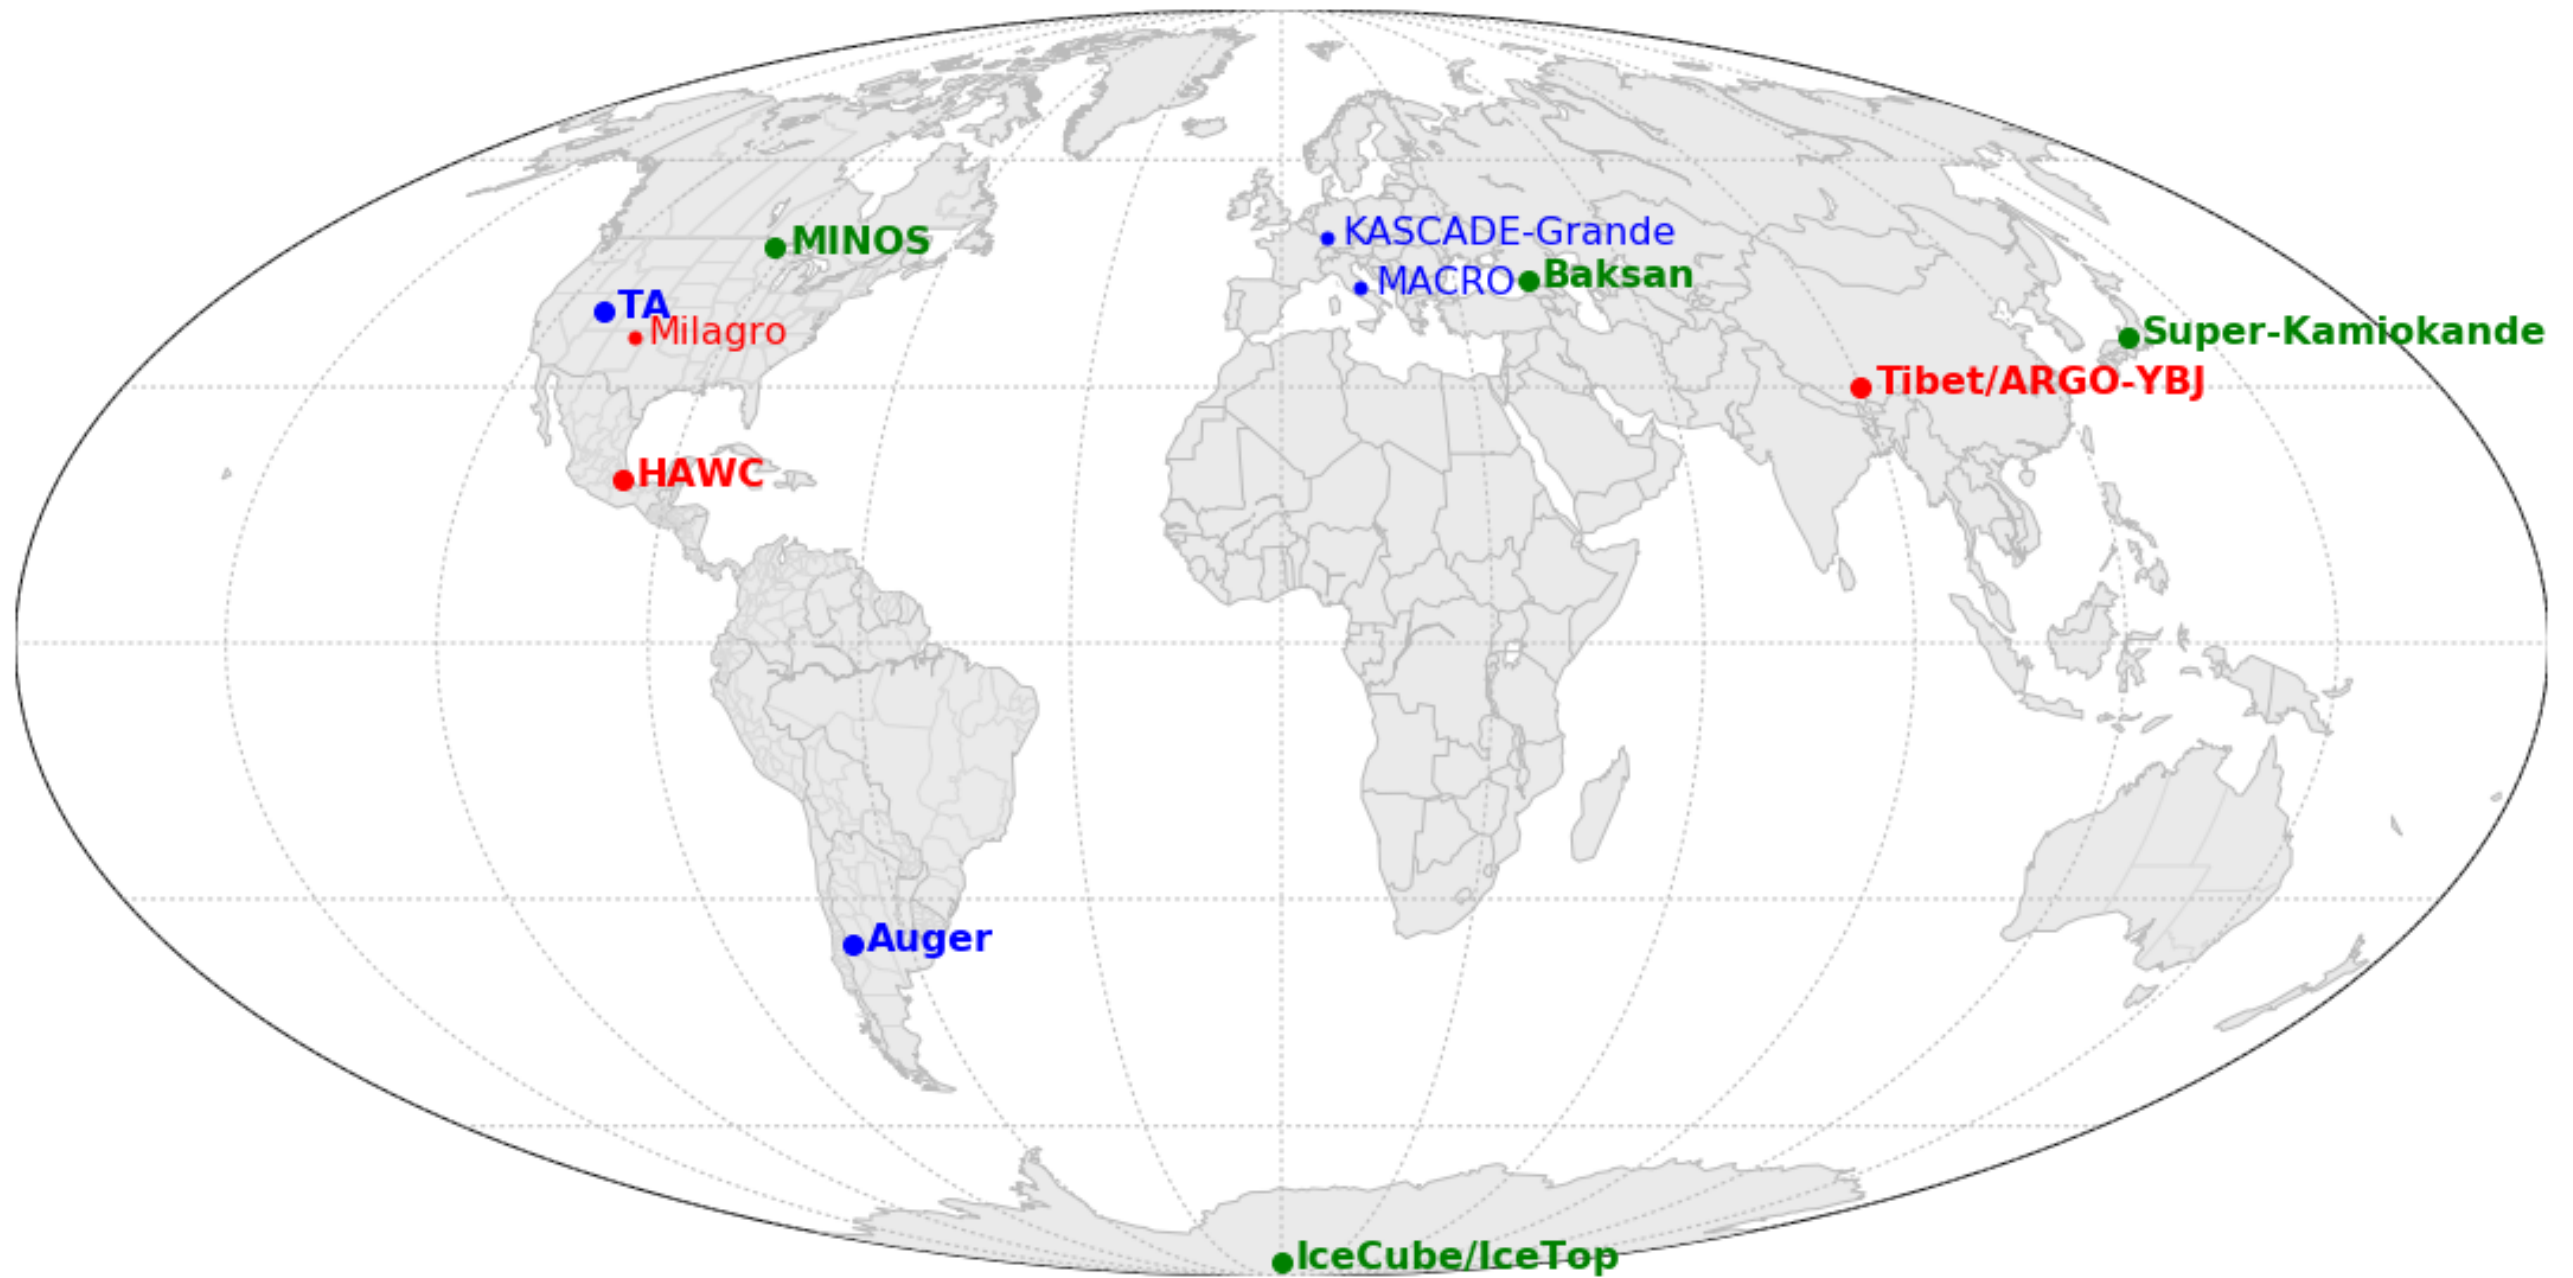 KASCADE-Grande
MINOS
MACRO
Baksan
TA
Milagro
Super-Kamiokande
Tibet/ARGO-YBJ
HAWC
Auger
IceCube/IceTop